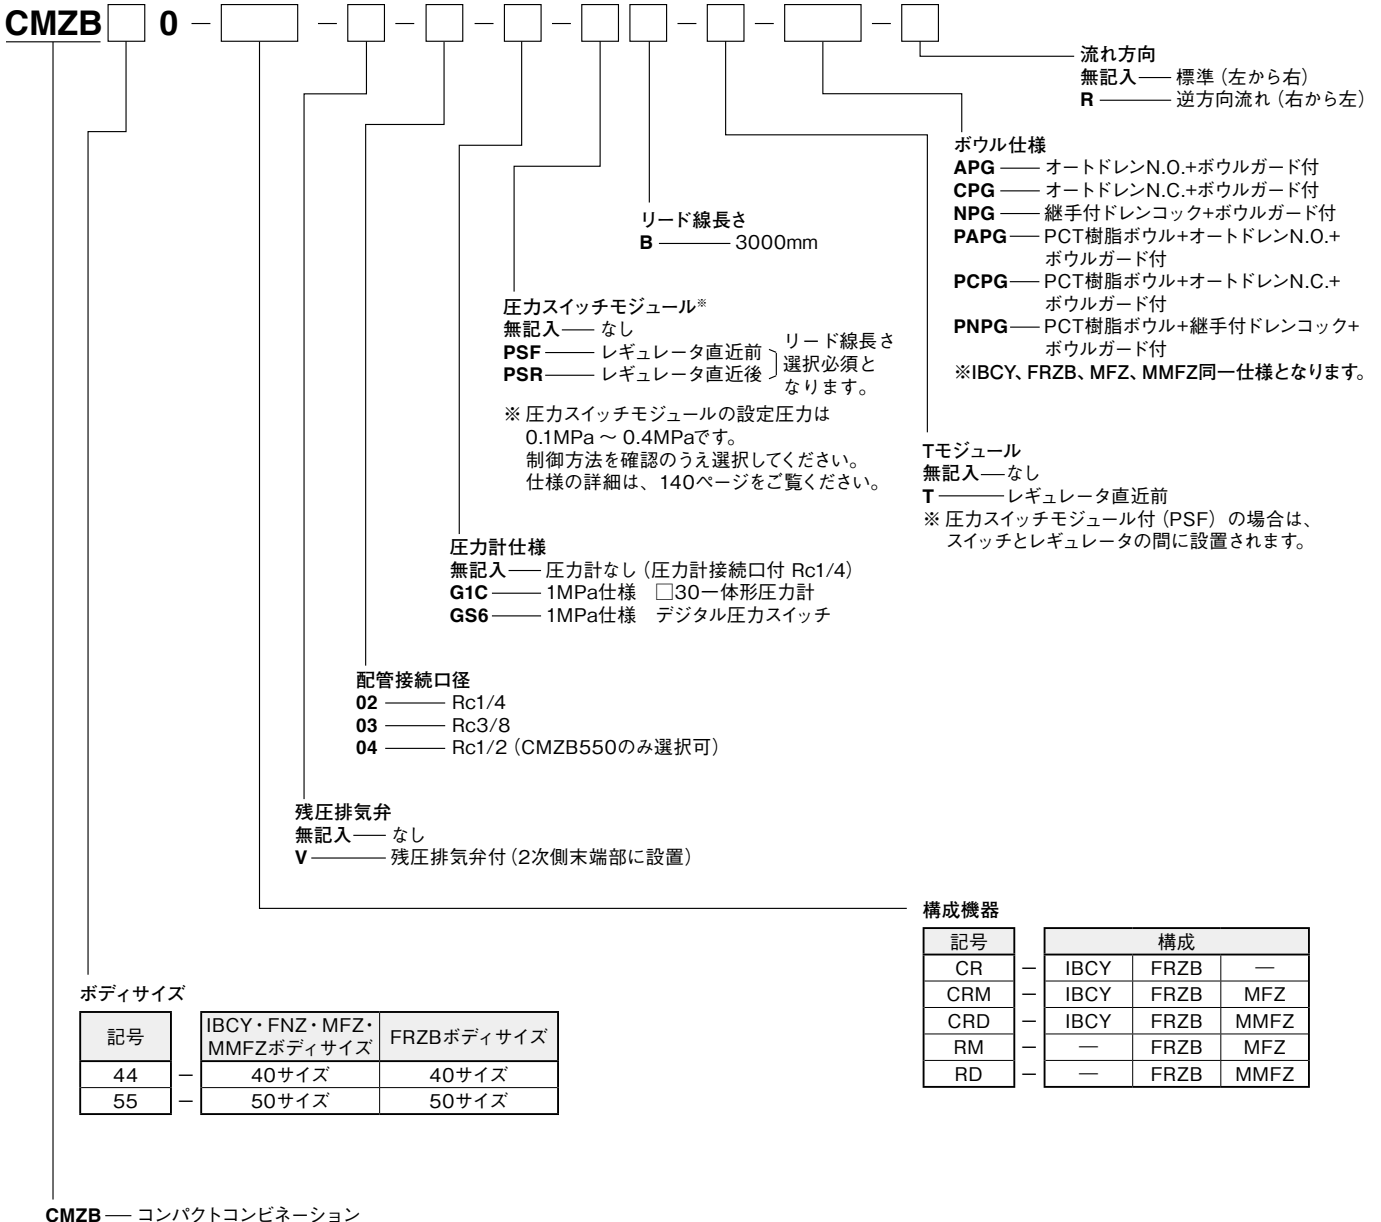 CMZB□0－□－□－□－□－□□－□－□－□
流れ方向
無記入── 標準（左から右）
R ──── 逆方向流れ（右から左）
ボウル仕様
APG ── オートドレンN.O.+ボウルガード付
CPG ── オートドレンN.C.+ボウルガード付
NPG ── 継手付ドレンコック+ボウルガード付
PAPG── PCT樹脂ボウル+オートドレンN.O.+
ボウルガード付
PCPG── PCT樹脂ボウル+オートドレンN.C.+
ボウルガード付
PNPG── PCT樹脂ボウル+継手付ドレンコック+
ボウルガード付
※IBCY、FRZB、MFZ、MMFZ同一仕様となります。
リード線長さ
B ──── 3000mm
圧力スイッチモジュール※
無記入── なし
PSF ─── レギュレータ直近前
PSR ─── レギュレータ直近後
リード線長さ
選択必須と
なります。
※ 圧力スイッチモジュールの設定圧力は
0.1MPa ～ 0.4MPaです。
制御方法を確認のうえ選択してください。
仕様の詳細は、140ページをご覧ください。
Tモジュール
無記入──なし
T ────レギュレータ直近前
※ 圧力スイッチモジュール付（PSF）の場合は、
スイッチとレギュレータの間に設置されます。
圧力計仕様
無記入── 圧力計なし（圧力計接続口付 Rc1/4）
G1C ─── 1MPa仕様　□30一体形圧力計
GS6 ─── 1MPa仕様　デジタル圧力スイッチ
配管接続口径
02 ─── Rc1/4
03 ─── Rc3/8
04 ─── Rc1/2（CMZB550のみ選択可）
残圧排気弁
無記入── なし
V ──── 残圧排気弁付（2次側末端部に設置）
構成機器
記号 構成
CR － IBCY FRZB ―
CRM － IBCY FRZB MFZ
CRD － IBCY FRZB MMFZ
RM － ― FRZB MFZ
RD － ― FRZB MMFZ
ボディサイズ
記号 IBCY・FNZ・MFZ・
MMFZボディサイズ FRZBボディサイズ
44 － 40サイズ 40サイズ
55 － 50サイズ 50サイズ
CMZB ── コンパクトコンビネーション